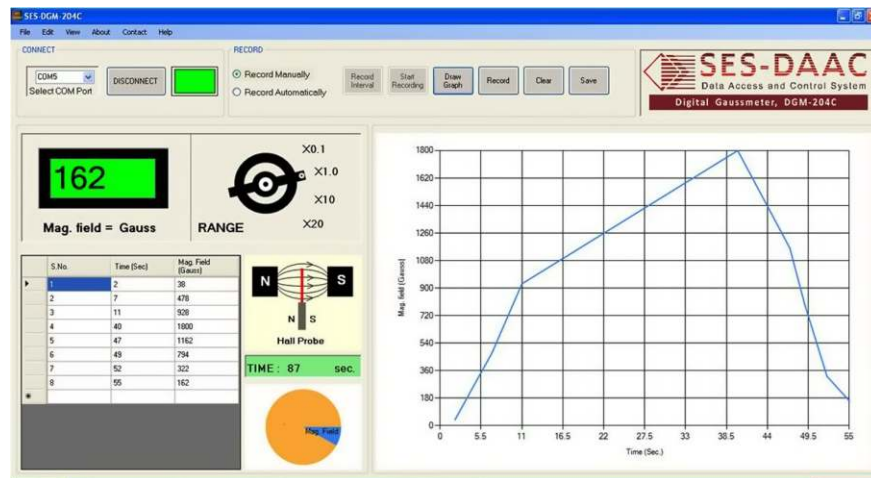 SES-DGM-204C
File Edit View About Contact Help
CONNECT
COM5
Select COM Port
DISCONNECT
RECORD
Record Manually
Record Automatically
Record Interval
Start Recording
Draw Graph
Record
Clear
Save
SES-DAAC
Data Access and Control System
Digital Gaussmeter, DGM-204C
162
Mag. field = Gauss
RANGE
X0.1
X1.0
X10
X20
S.No. Time (Sec) Mag. Field (Gauss)
1 2 38
2 7 478
3 11 928
4 40 1800
5 47 1162
6 49 794
7 52 322
8 55 162
N S
N S
Hall Probe
TIME : 87 sec.
Mag. Field
Mag. field (Gauss)
1800
1620
1440
1260
1080
900
720
540
360
180
0
0 5.5 11 16.5 22 27.5 33 38.5 44 49.5 55
Time (Sec.)